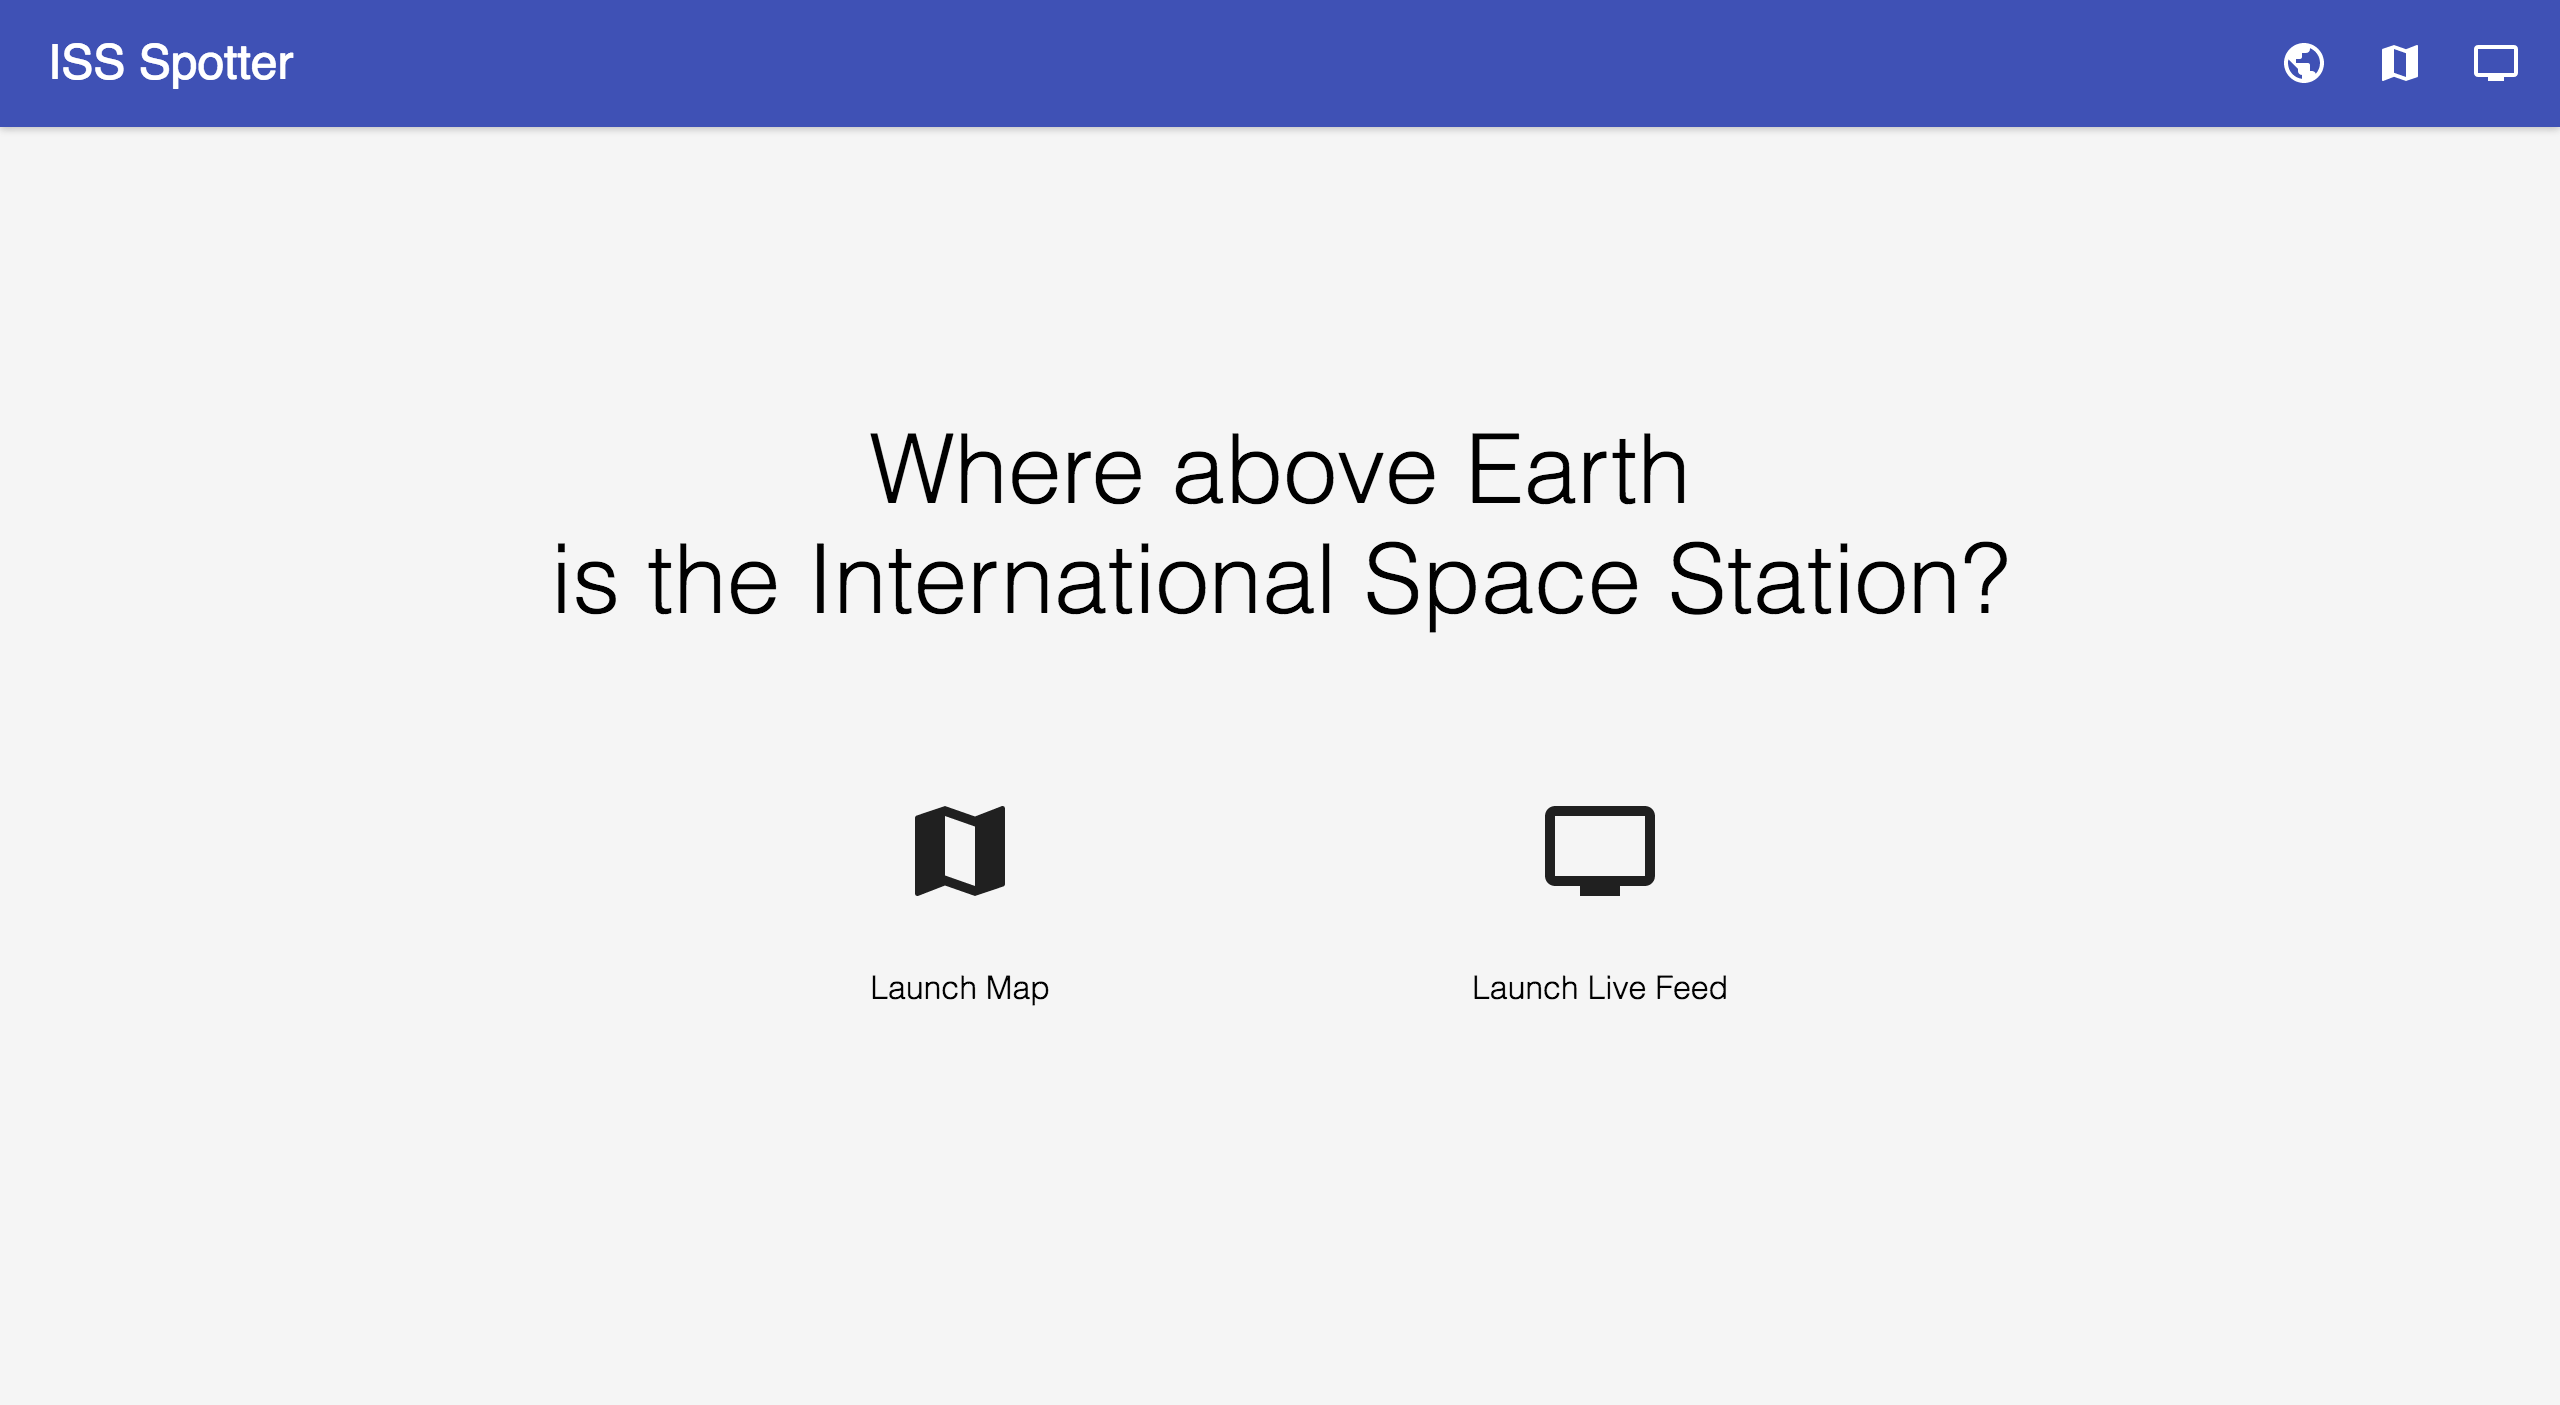 ISS Spotter
Where above Earth
is the International Space Station?
Launch Map
Launch Live Feed